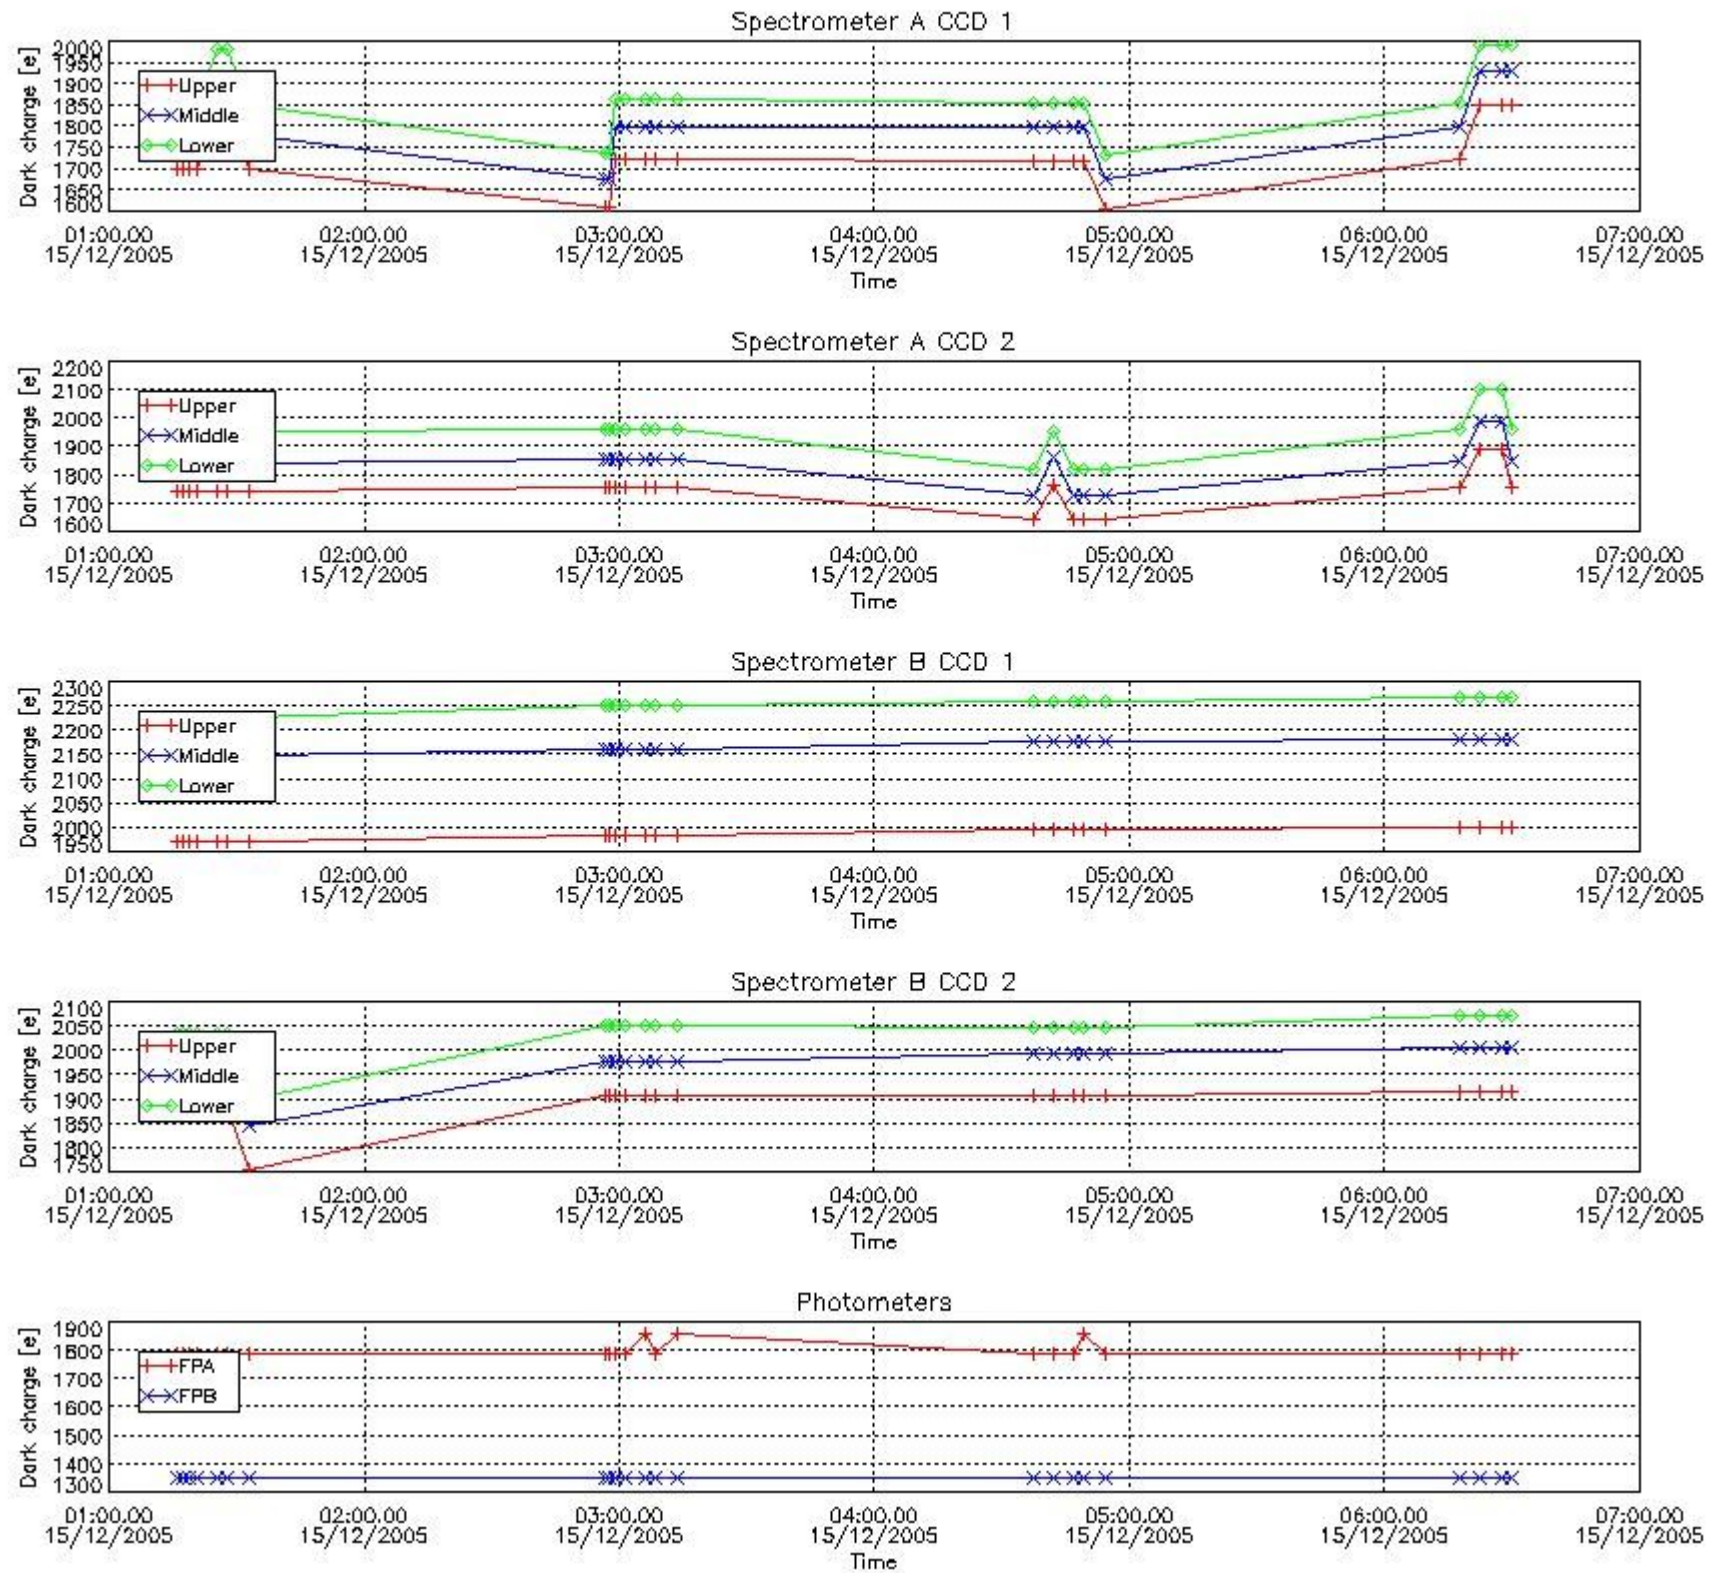 Spectrometer A CCD 1
Dark charge [e]
2000
1950
1900
1850
1800
1750
1700
1650
1600
Upper
Middle
Lower
01:00.00 02:00.00 03:00.00 04:00.00 05:00.00 06:00.00 07:00.00
15/12/2005 15/12/2005 15/12/2005 15/12/2005 15/12/2005 15/12/2005 15/12/2005
Time
Spectrometer A CCD 2
Dark charge [e]
2200
2100
2000
1900
1800
1700
1600
Upper
Middle
Lower
01:00.00 02:00.00 03:00.00 04:00.00 05:00.00 06:00.00 07:00.00
15/12/2005 15/12/2005 15/12/2005 15/12/2005 15/12/2005 15/12/2005 15/12/2005
Time
Spectrometer B CCD 1
Dark charge [e]
2300
2250
2200
2150
2100
2050
2000
1950
Upper
Middle
Lower
01:00.00 02:00.00 03:00.00 04:00.00 05:00.00 06:00.00 07:00.00
15/12/2005 15/12/2005 15/12/2005 15/12/2005 15/12/2005 15/12/2005 15/12/2005
Time
Spectrometer B CCD 2
Dark charge [e]
2100
2050
2000
1950
1900
1850
1800
1750
Upper
Middle
Lower
01:00.00 02:00.00 03:00.00 04:00.00 05:00.00 06:00.00 07:00.00
15/12/2005 15/12/2005 15/12/2005 15/12/2005 15/12/2005 15/12/2005 15/12/2005
Time
Photometers
Dark charge [e]
1900
1800
1700
1600
1500
1400
1300
FPA
FPB
01:00.00 02:00.00 03:00.00 04:00.00 05:00.00 06:00.00 07:00.00
15/12/2005 15/12/2005 15/12/2005 15/12/2005 15/12/2005 15/12/2005 15/12/2005
Time